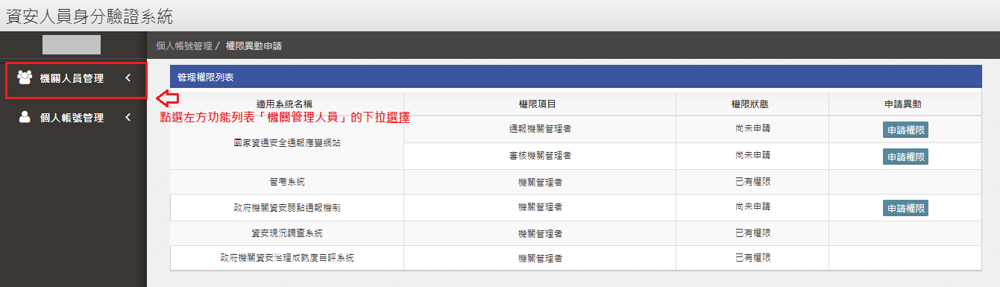 資安人員身分驗證系統
個人帳號管理 / 權限異動申請
機關人員管理
個人帳號管理
管理權限列表
適用系統名稱 權限項目 權限狀態 申請異動
點選左方功能列表「機關管理人員」的下拉選擇
國家資通安全通報應變網站 通報機關管理者 尚未申請 申請權限
審核機關管理者 尚未申請 申請權限
管考系統 機關管理者 已有權限
政府機關資安弱點通報機制 機關管理者 尚未申請 申請權限
資安現況調查系統 機關管理者 已有權限
政府機關資安治理成熟度自評系統 機關管理者 已有權限